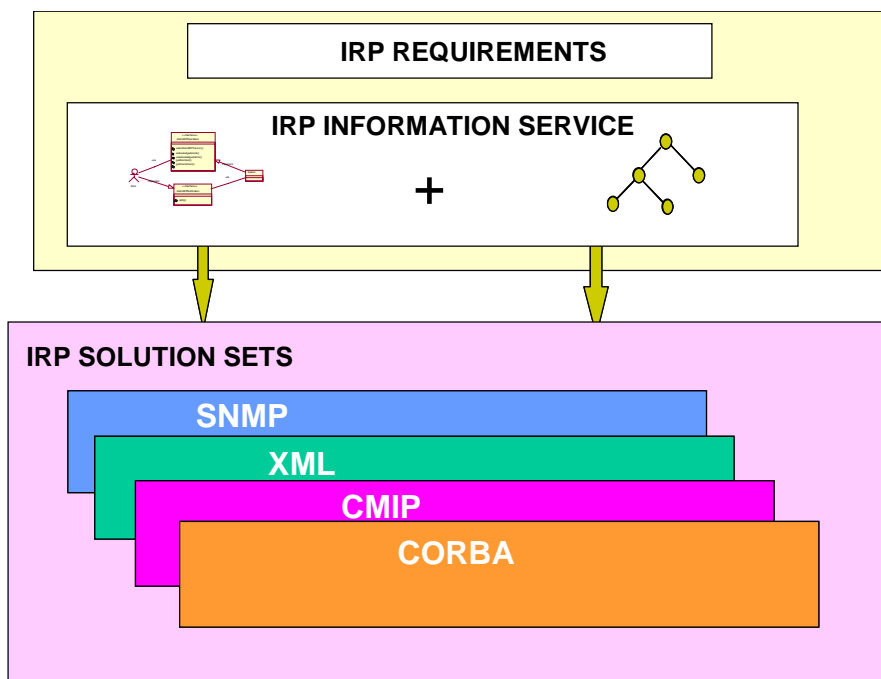 IRP REQUIREMENTS
IRP INFORMATION SERVICE
+
IRP SOLUTION SETS
SNMP
XML
CMIP
CORBA